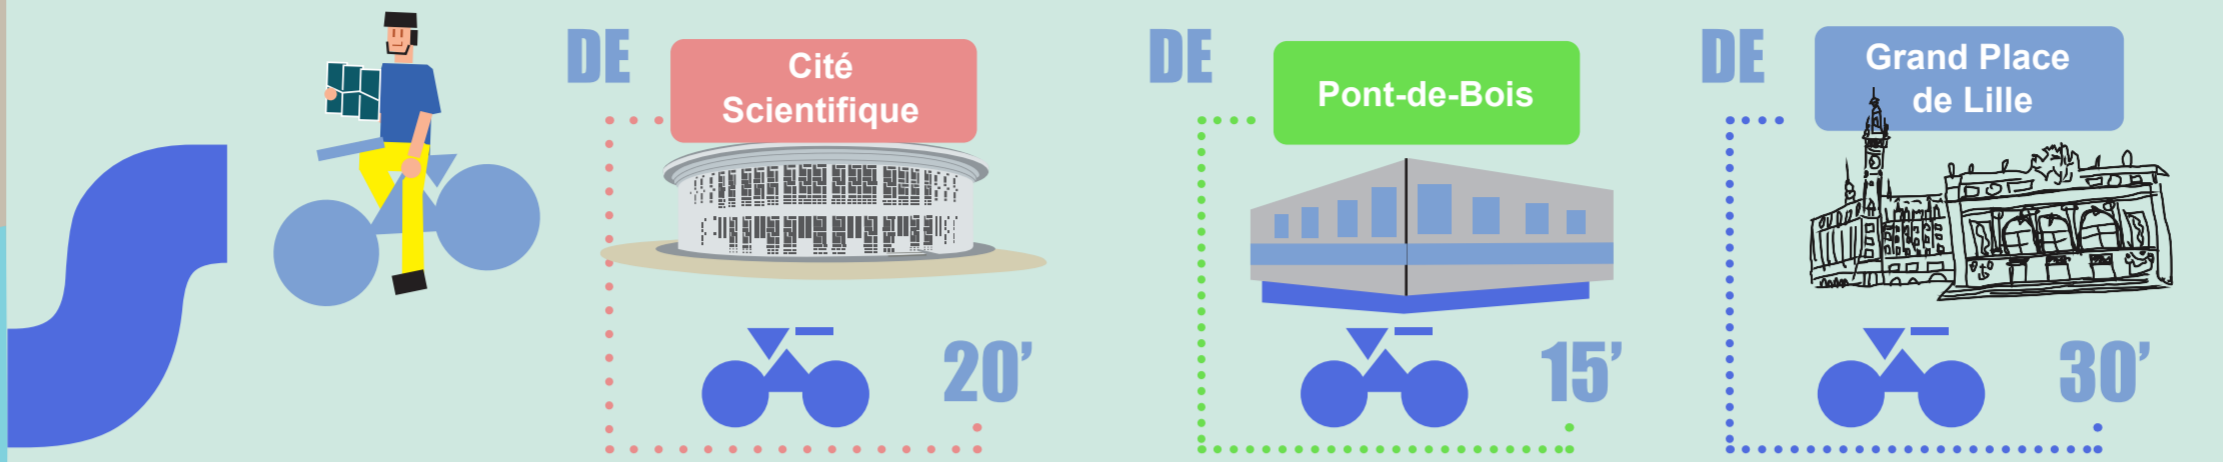 DE
Cité
Scientifique
20’
DE
Pont-de-Bois
15’
DE
Grand Place
de Lille
30’